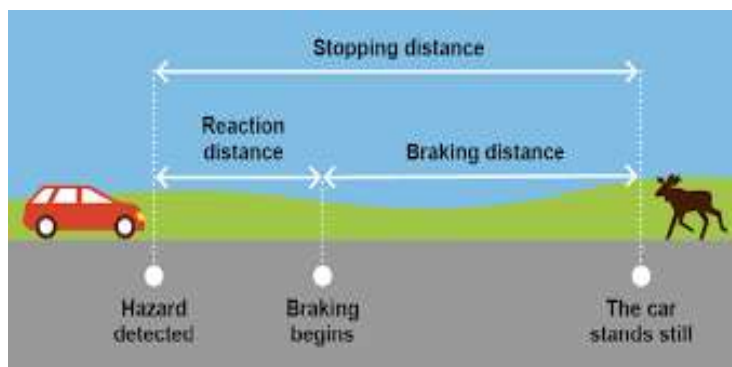 Stopping distance
Reaction
distance
Braking distance
Hazard
detected
Braking
begins
The car
stands still